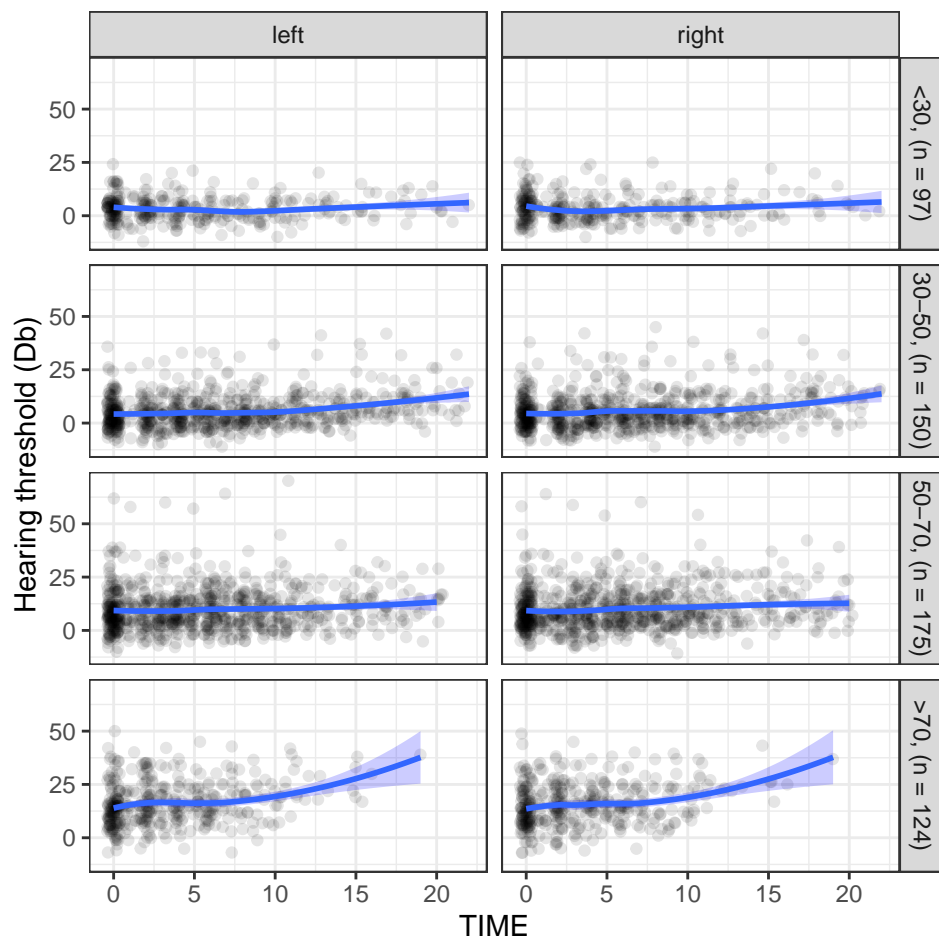 left
right
50
25
0
<30, (n = 97)
50
25
0
30−50, (n = 150)
50
25
0
50−70, (n = 175)
50
25
0
>70, (n = 124)
0 5 10 15 20
0 5 10 15 20
TIME
Hearing threshold (Db)